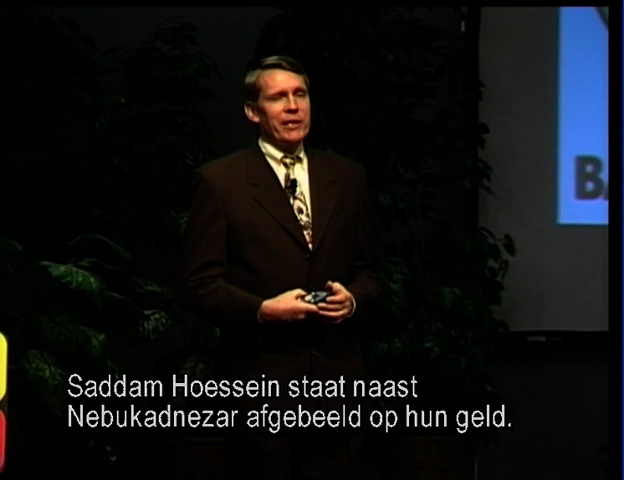 B
Saddam Hoessein staat naast
Nebukadnezar afgebeeld op hun geld.